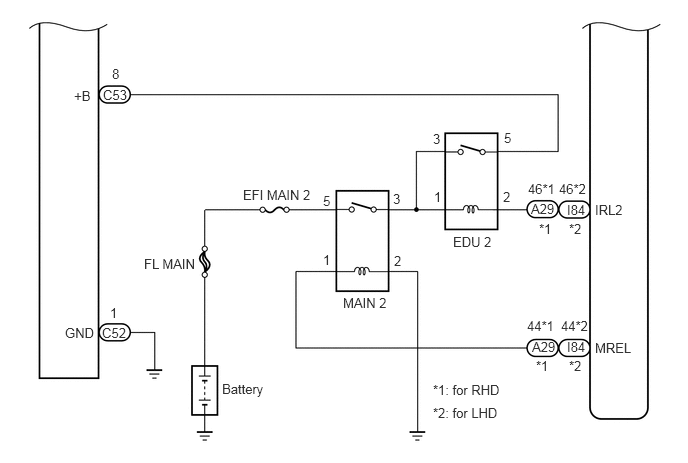 8
+B C53
3 5
EFI MAIN 2
5 3 1 2
46*1 46*2
A29 I84 IRL2
*1 *2
EDU 2
FL MAIN
1 2
MAIN 2
1
GND C52
44*1 44*2
A29 I84 MREL
*1 *2
Battery
*1: for RHD
*2: for LHD